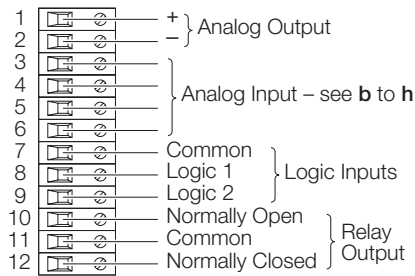 1 +
2 – Analog Output
3
4
Analog Input – see b to h
5
6
7 Common
8 Logic 1 Logic Inputs
9 Logic 2
10 Normally Open
11 Common Relay Output
12 Normally Closed